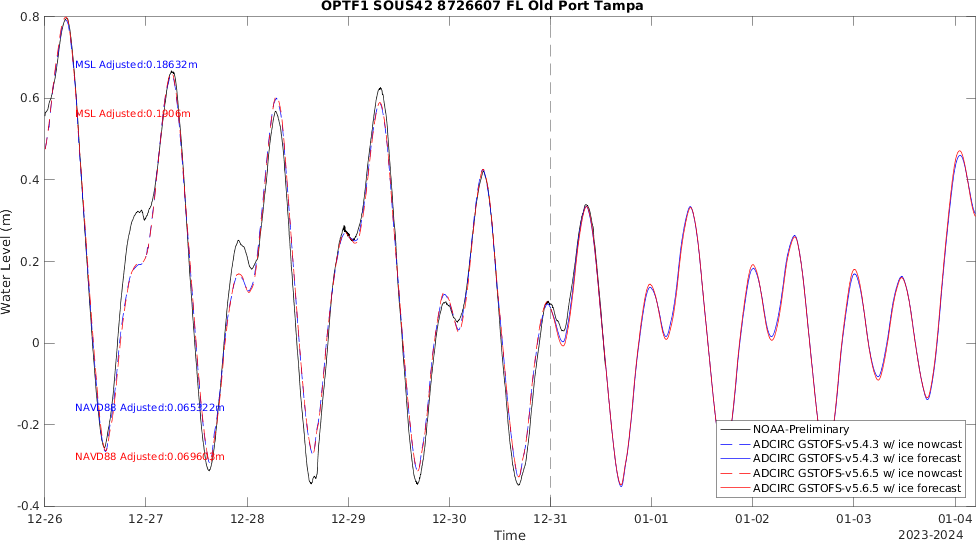 OPTF1 SOUS42 8726607 FL Old Port Tampa
0.8
MSL Adjusted:0.18632m
0.6
MSL Adjusted:0.1906m
0.4
0.2
Water Level (m)
0
NAVD88 Adjusted:0.065322m
-0.2
NAVD88 Adjusted:0.069603m
NOAA-Preliminary
ADCIRC GSTOFS-v5.4.3 w/ ice nowcast
ADCIRC GSTOFS-v5.4.3 w/ ice forecast
ADCIRC GSTOFS-v5.6.5 w/ ice nowcast
ADCIRC GSTOFS-v5.6.5 w/ ice forecast
-0.4
12-26 12-27 12-28 12-29 12-30 12-31 01-01 01-02 01-03 01-04
Time
2023-2024